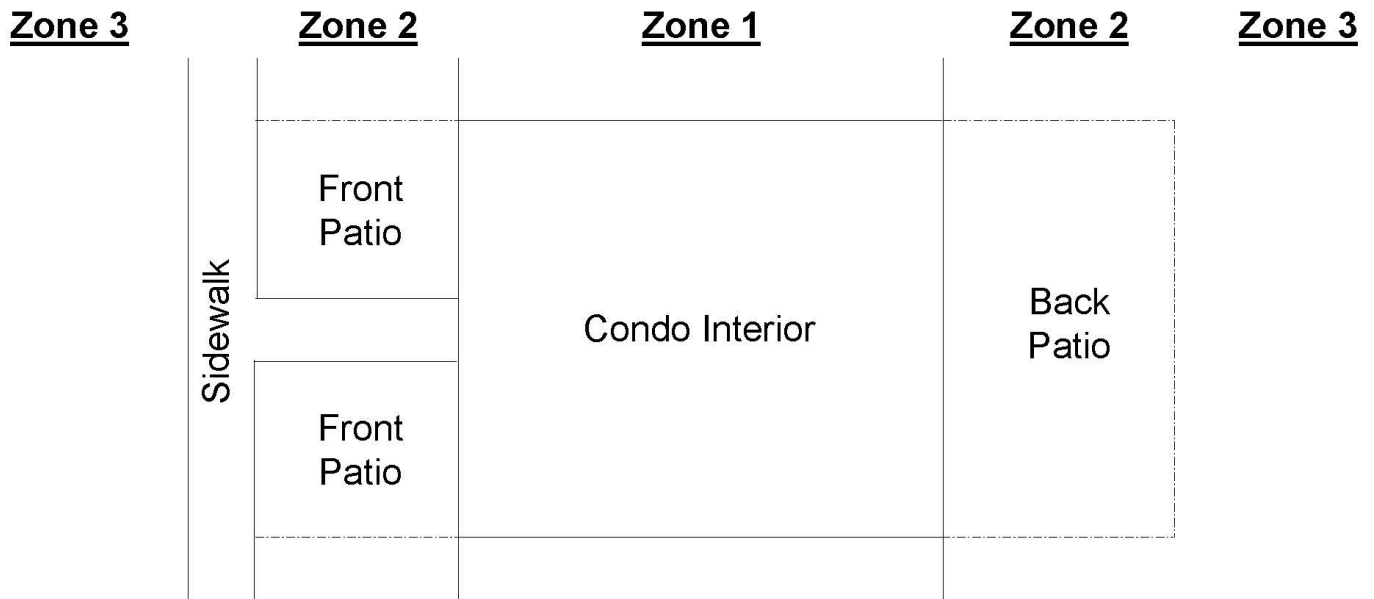 Zone 3
Zone 2
Zone 1
Zone 2
Zone 3
Front
Patio
Sidewalk
Condo Interior
Back
Patio
Front
Patio